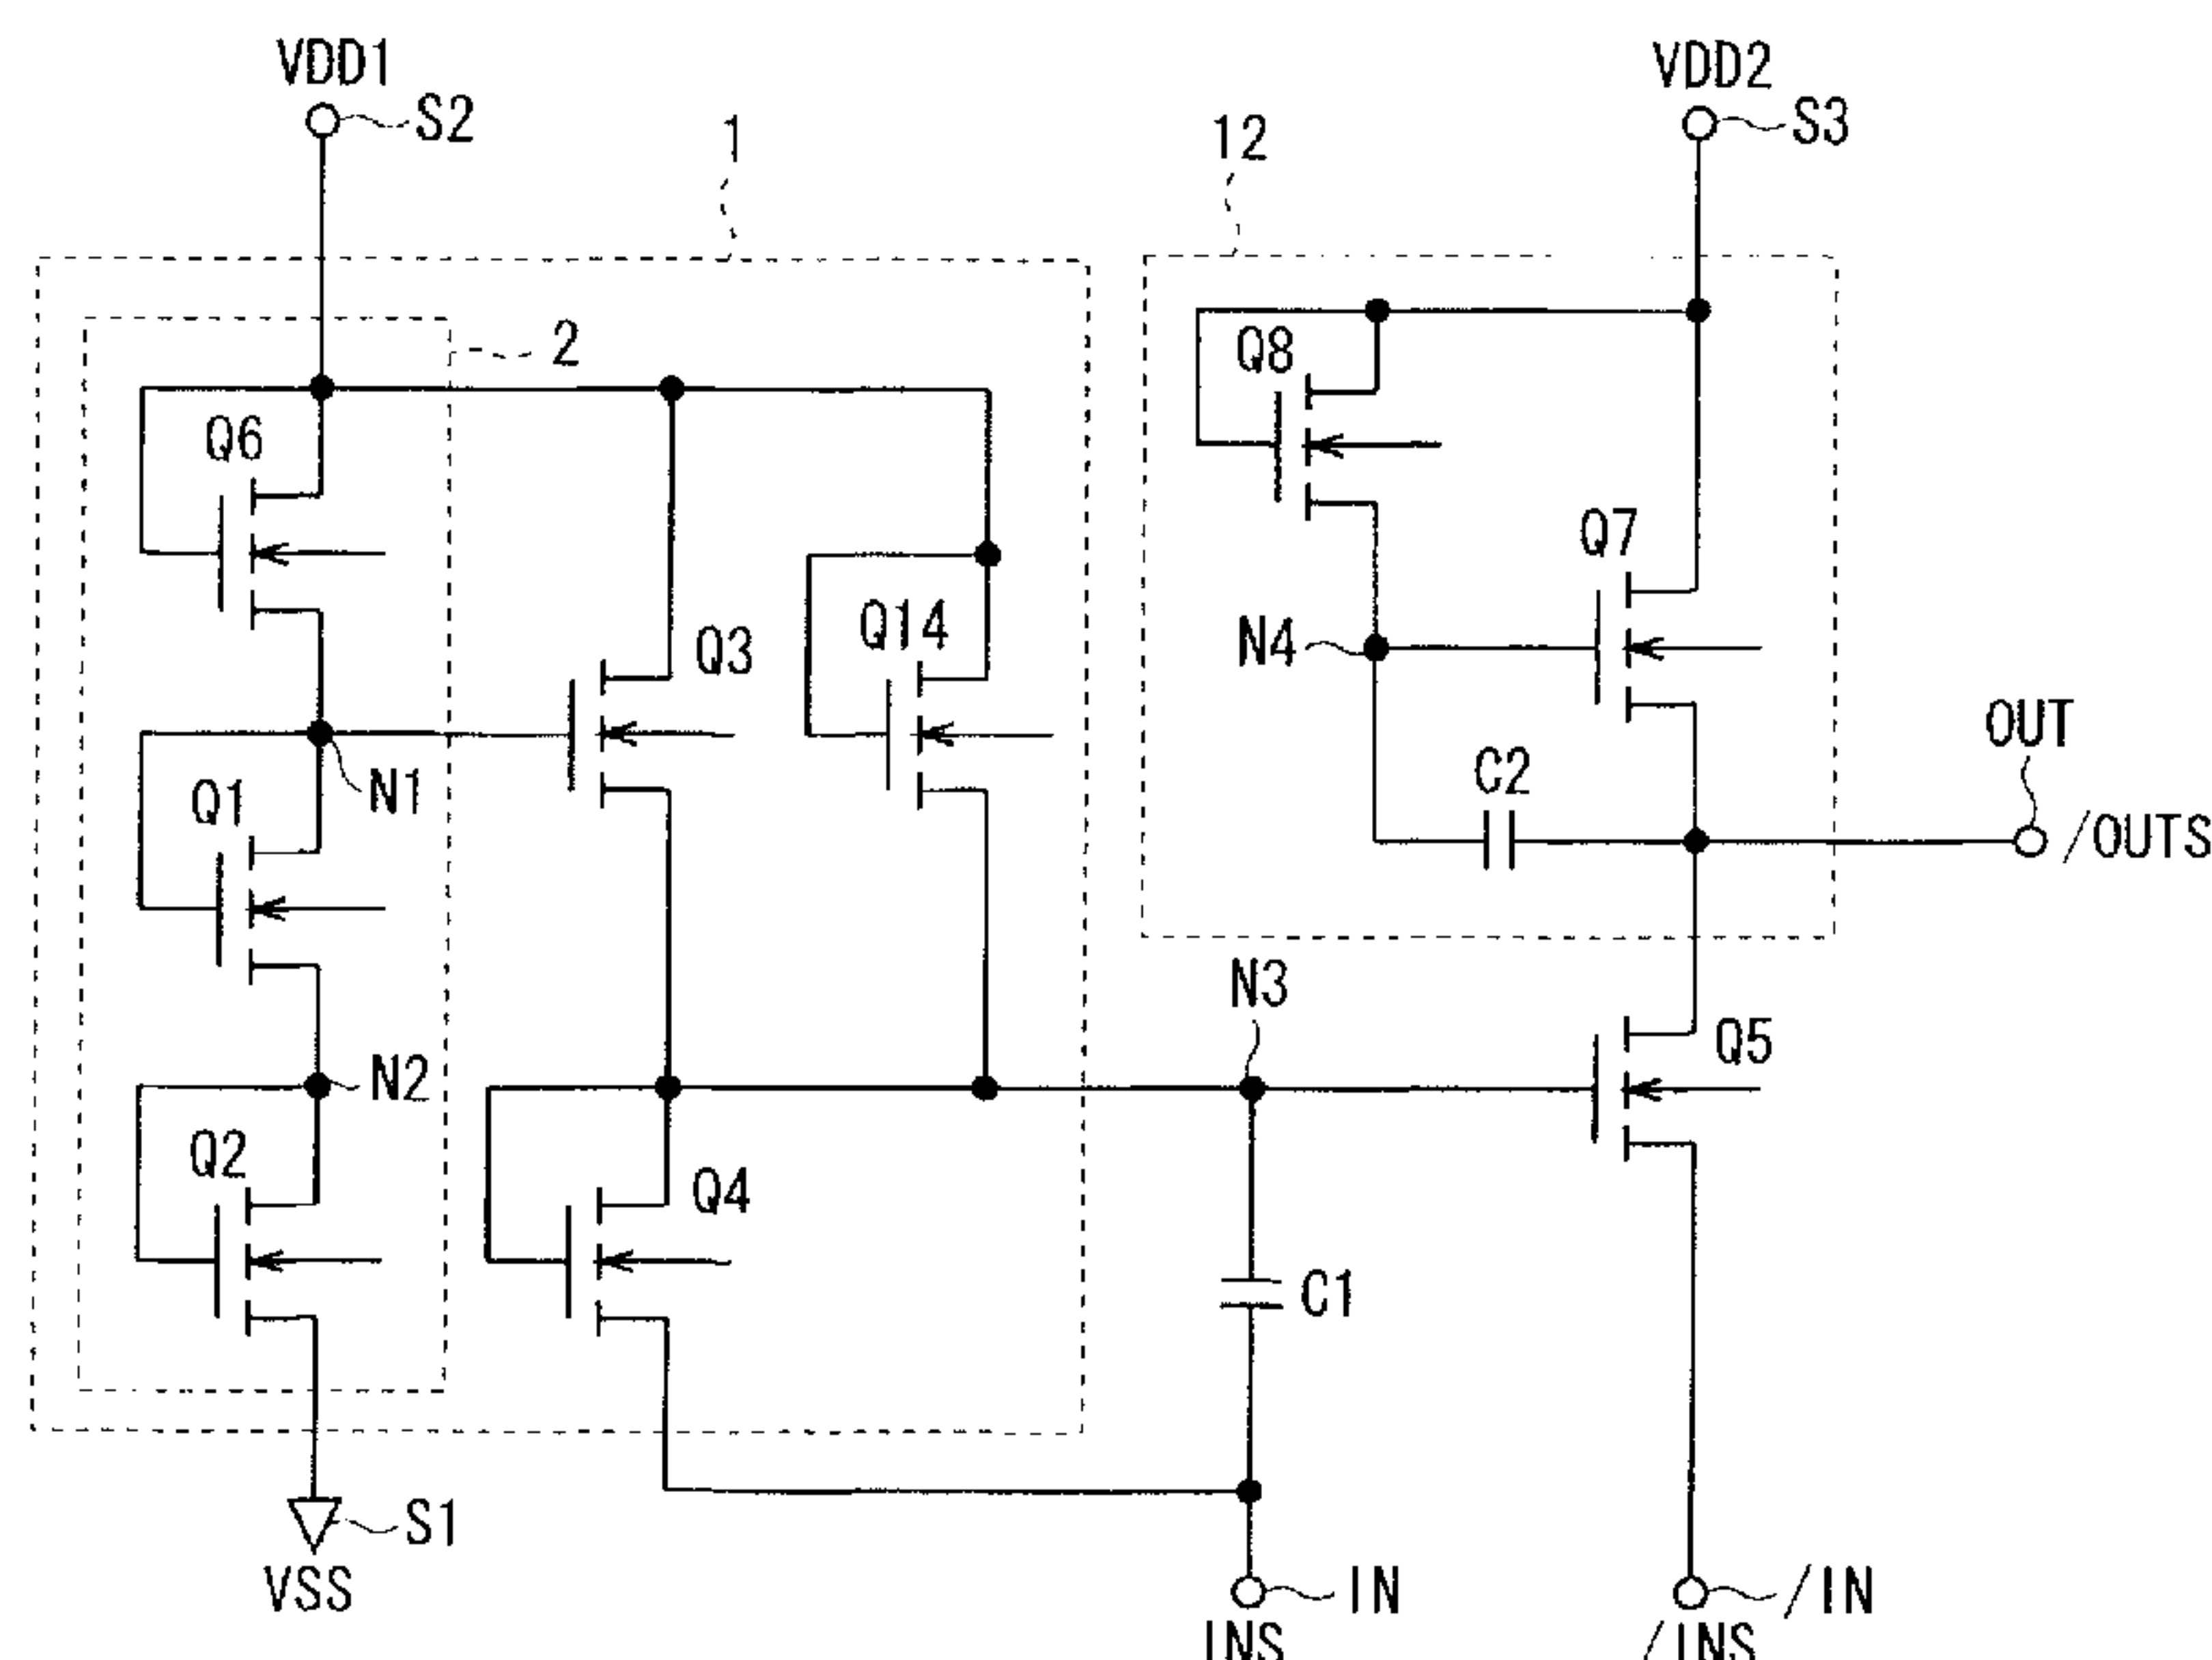 VDD1
S2
1
12
VDD2
S3
2
Q6
Q8
Q7
N4
Q3
Q14
OUT
/OUTS
C2
N1
Q1
N3
Q5
N2
Q2
Q4
C1
S1
VSS
IN
INS
/IN
/INS